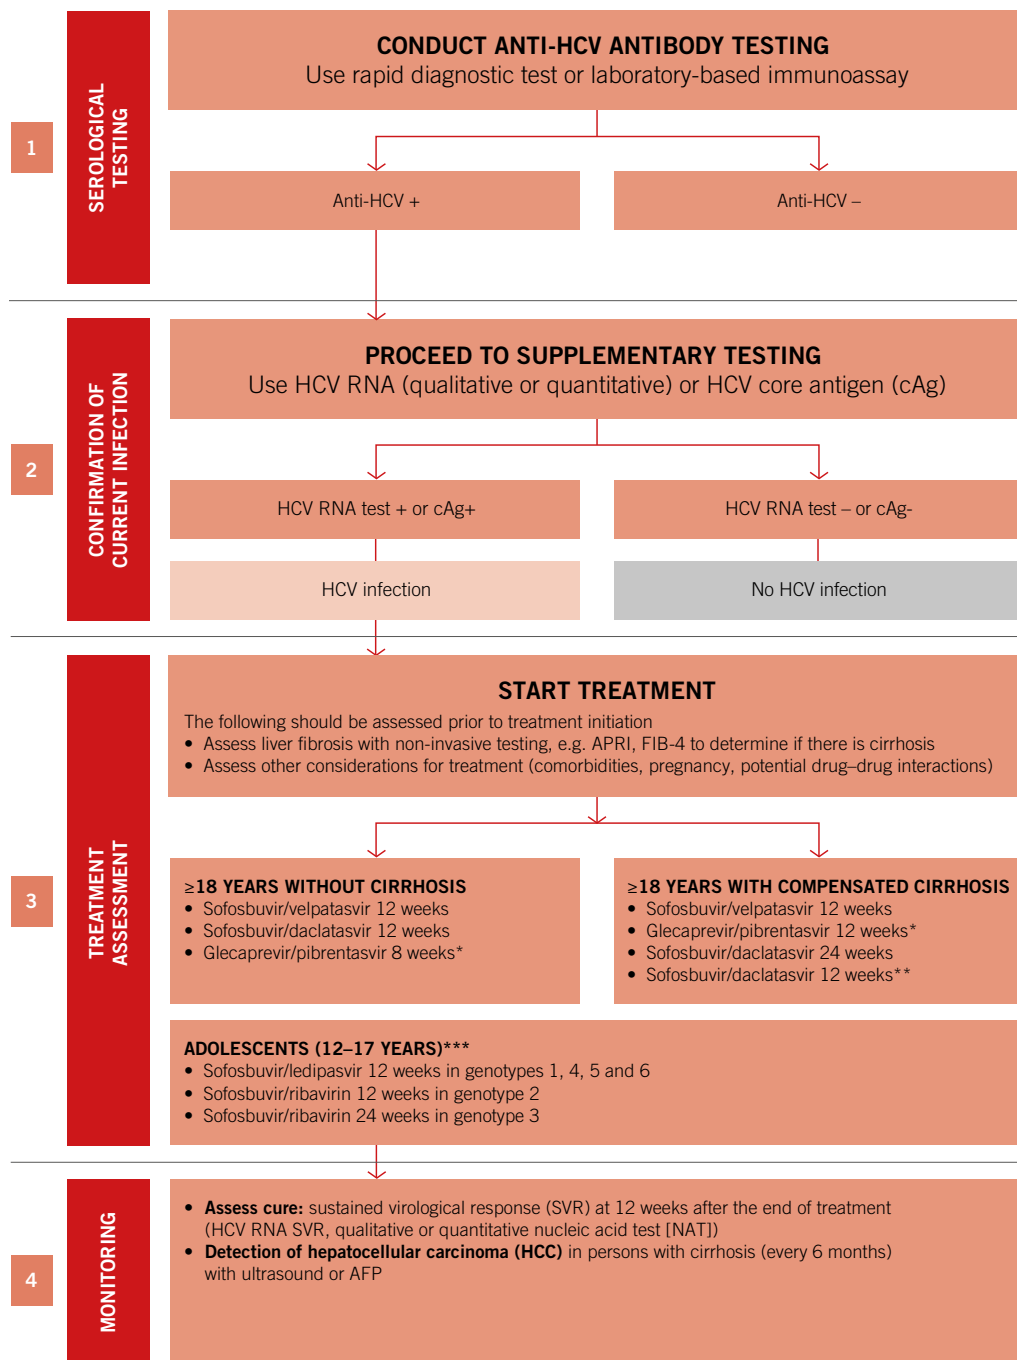 1
SEROLOGICAL
TESTING
CONDUCT ANTI-HCV ANTIBODY TESTING
Use rapid diagnostic test or laboratory-based immunoassay
Anti-HCV +
Anti-HCV –
2
CONFIRMATION OF
CURRENT INFECTION
PROCEED TO SUPPLEMENTARY TESTING
Use HCV RNA (qualitative or quantitative) or HCV core antigen (cAg)
HCV RNA test + or cAg+
HCV RNA test – or cAg-
HCV infection
No HCV infection
3
TREATMENT
ASSESSMENT
START TREATMENT
The following should be assessed prior to treatment initiation
• Assess liver fibrosis with non-invasive testing, e.g. APRI, FIB-4 to determine if there is cirrhosis
• Assess other considerations for treatment (comorbidities, pregnancy, potential drug–drug interactions)
≥18 YEARS WITHOUT CIRRHOSIS
• Sofosbuvir/velpatasvir 12 weeks
• Sofosbuvir/daclatasvir 12 weeks
• Glecaprevir/pibrentasvir 8 weeks*
≥18 YEARS WITH COMPENSATED CIRRHOSIS
• Sofosbuvir/velpatasvir 12 weeks
• Glecaprevir/pibrentasvir 12 weeks*
• Sofosbuvir/daclatasvir 24 weeks
• Sofosbuvir/daclatasvir 12 weeks**
ADOLESCENTS (12–17 YEARS)***
• Sofosbuvir/ledipasvir 12 weeks in genotypes 1, 4, 5 and 6
• Sofosbuvir/ribavirin 12 weeks in genotype 2
• Sofosbuvir/ribavirin 24 weeks in genotype 3
4
MONITORING
• Assess cure: sustained virological response (SVR) at 12 weeks after the end of treatment
(HCV RNA SVR, qualitative or quantitative nucleic acid test [NAT])
• Detection of hepatocellular carcinoma (HCC) in persons with cirrhosis (every 6 months)
with ultrasound or AFP